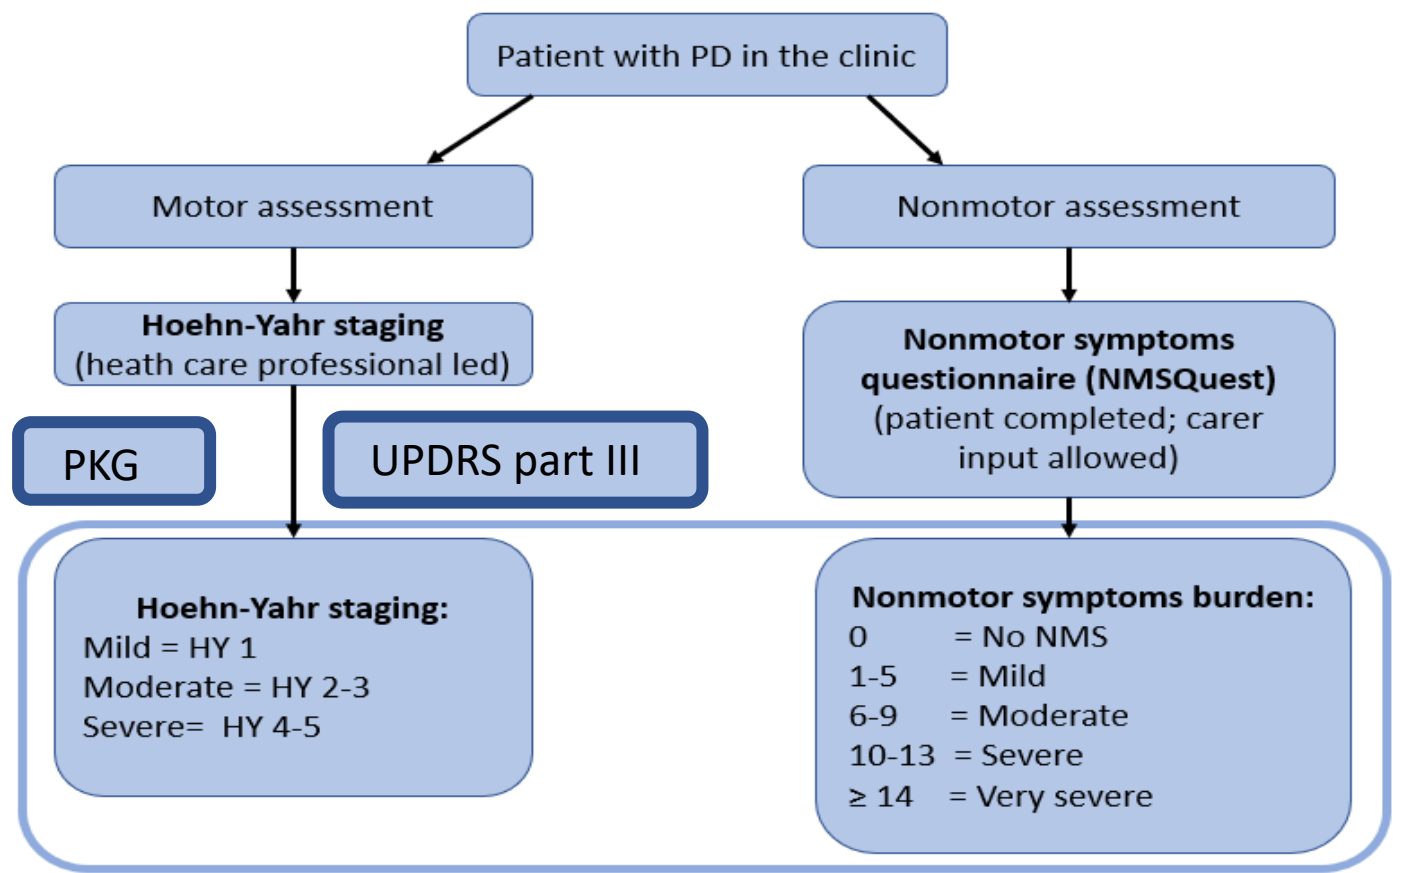 Patient with PD in the clinic
Motor assessment
Nonmotor assessment
Hoehn-Yahr staging
(heath care professional led)
Nonmotor symptoms
questionnaire (NMSQuest)
(patient completed; carer
input allowed)
PKG
UPDRS part III
Hoehn-Yahr staging:
Mild = HY 1
Moderate = HY 2-3
Severe= HY 4-5
Nonmotor symptoms burden:
0 = No NMS
1-5 = Mild
6-9 = Moderate
10-13 = Severe
≥ 14 = Very severe